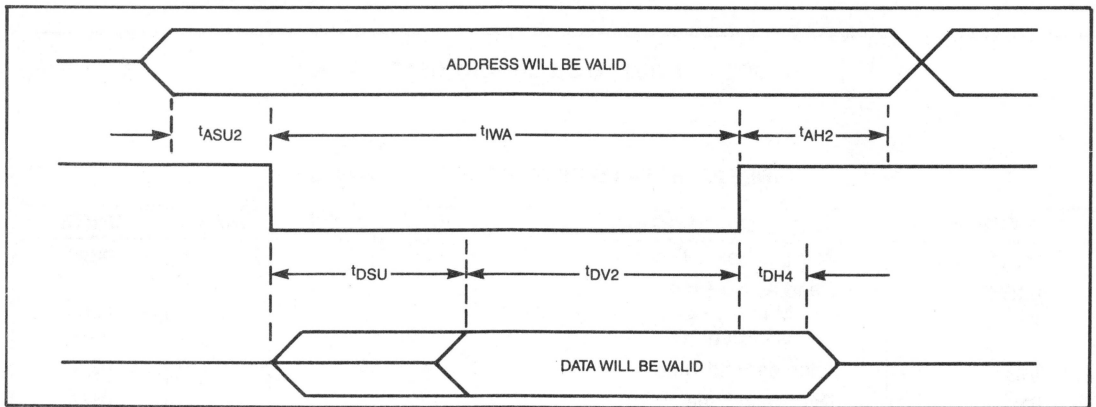 ADDRESS WILL BE VALID
tASU2
tIWA
tAH2
tDSU
tDV2
tDH4
DATA WILL BE VALID